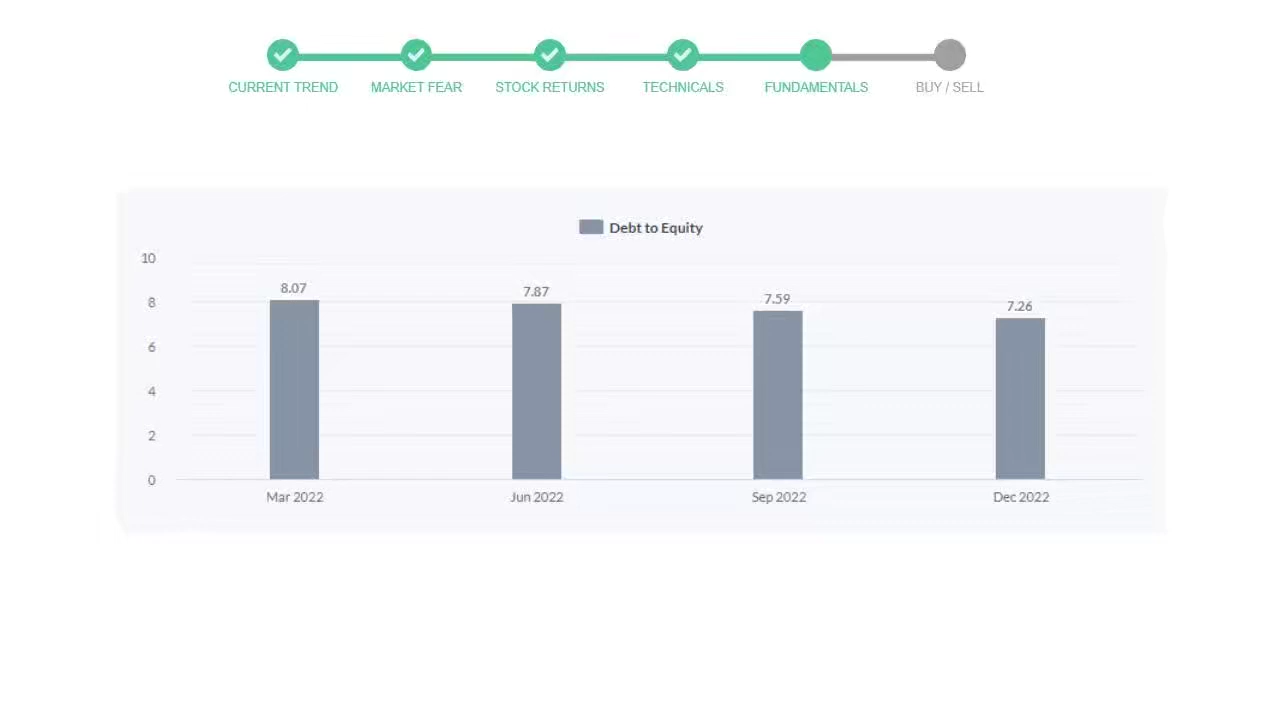 CURRENT TREND MARKET FEAR STOCK RETURNS TECHNICALS FUNDAMENTALS BUY / SELL
Debt to Equity
10
8.07 7.87 7.59 7.26
8
6
4
2
0
Mar 2022 Jun 2022 Sep 2022 Dec 2022